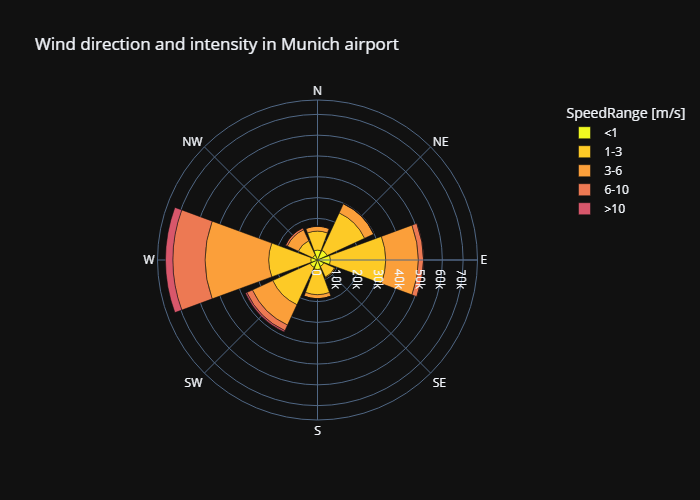 Wind direction and intensity in Munich airport
N
NW
NE
SpeedRange [m/s]
<1
1-3
3-6
6-10
>10
W
E
0
10k
20k
30k
40k
50k
60k
70k
SW
SE
S